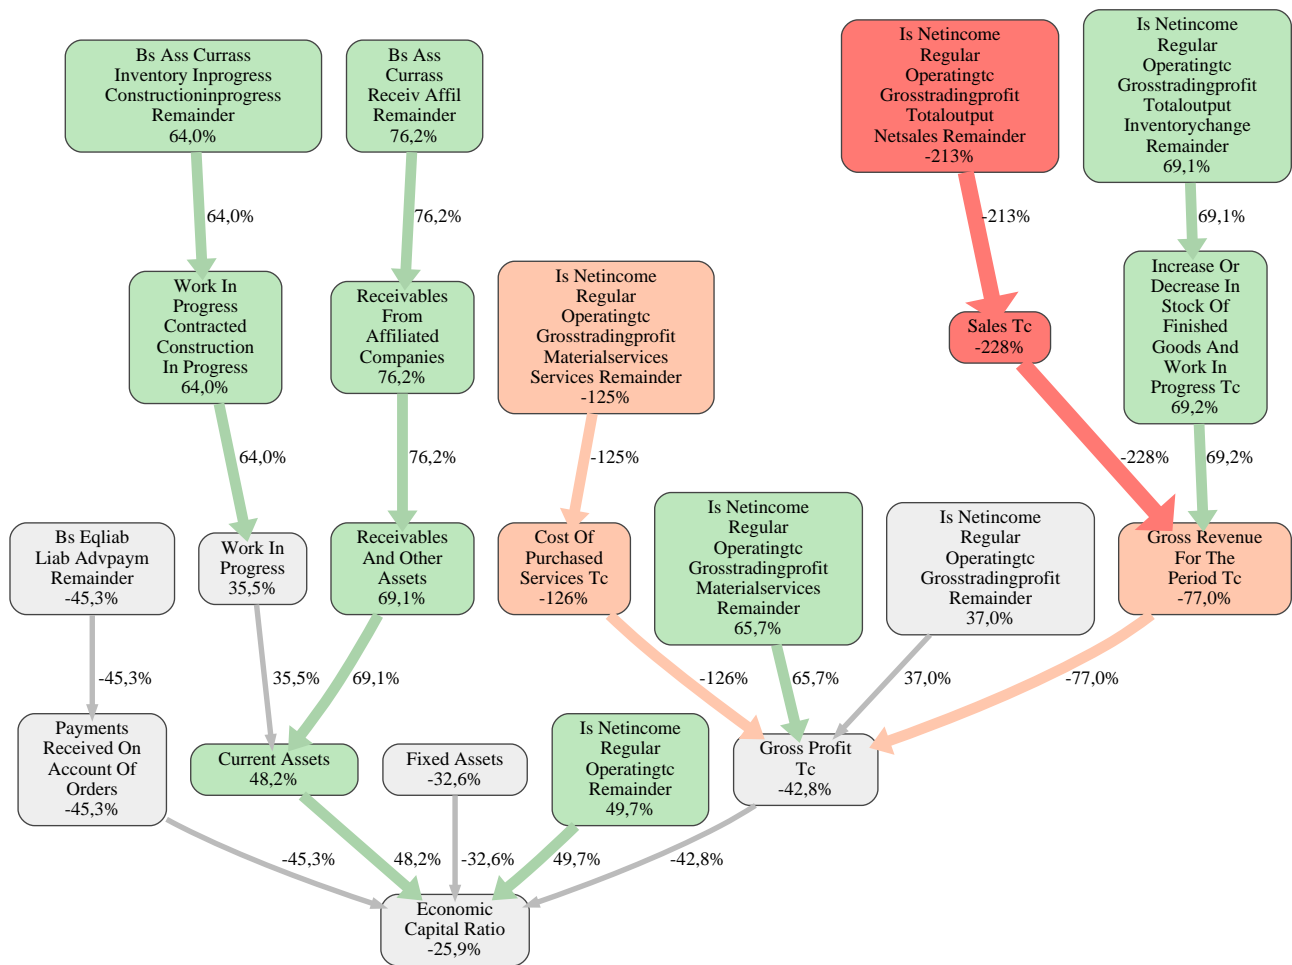 Bs Ass Currass
Inventory Inprogress
Constructioninprogress
Remainder
64,0%
Bs Ass
Currass
Receiv Affil
Remainder
76,2%
Is Netincome
Regular
Operatingtc
Grosstradingprofit
Totaloutput
Netsales Remainder
-213%
Is Netincome
Regular
Operatingtc
Grosstradingprofit
Totaloutput
Inventorychange
Remainder
69,1%
64,0%
76,2%
-213%
69,1%
Work In
Progress
Contracted
Construction
In Progress
64,0%
Receivables
From
Affiliated
Companies
76,2%
Is Netincome
Regular
Operatingtc
Grosstradingprofit
Materialservices
Services Remainder
-125%
Sales Tc
-228%
Increase Or
Decrease In
Stock Of
Finished
Goods And
Work In
Progress Tc
69,2%
64,0%
76,2%
-125%
-228%
69,2%
Bs Eqliab
Liab Advpaym
Remainder
-45,3%
Work In
Progress
35,5%
Receivables
And Other
Assets
69,1%
Cost Of
Purchased
Services Tc
-126%
Is Netincome
Regular
Operatingtc
Grosstradingprofit
Materialservices
Remainder
65,7%
Is Netincome
Regular
Operatingtc
Grosstradingprofit
Remainder
37,0%
Gross Revenue
For The
Period Tc
-77,0%
-45,3%
35,5%
69,1%
-126%
65,7%
37,0%
-77,0%
Payments
Received On
Account Of
Orders
-45,3%
Current Assets
48,2%
Fixed Assets
-32,6%
Is Netincome
Regular
Operatingtc
Remainder
49,7%
Gross Profit
Tc
-42,8%
-45,3%
48,2%
-32,6%
49,7%
-42,8%
Economic
Capital Ratio
-25,9%